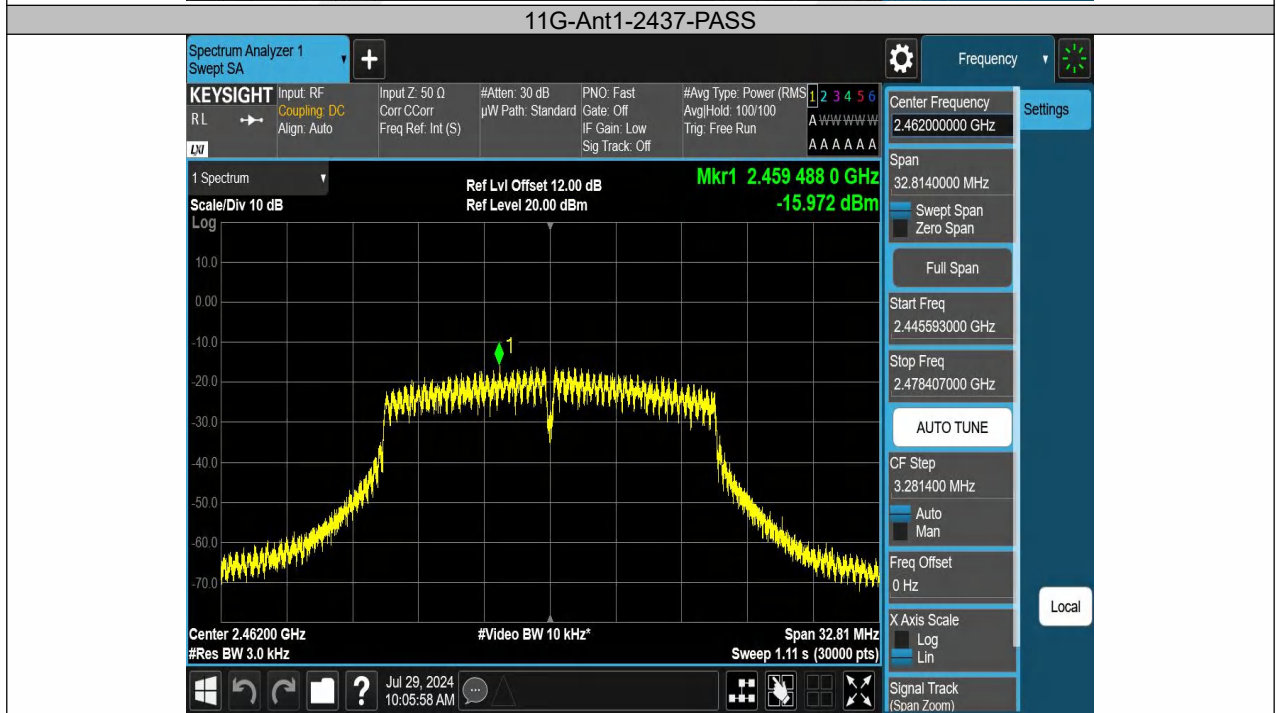 11G-Ant1-2437-PASS
Spectrum Analyzer 1
Swept SA
+
Frequency
KEYSIGHT
RL
LXI
Input: RF
Coupling: DC
Align: Auto
Input Z: 50 Ω
Corr CCorr
Freq Ref: Int (S)
#Atten: 30 dB
µW Path: Standard
PNO: Fast
Gate: Off
IF Gain: Low
Sig Track: Off
#Avg Type: Power (RMS
Avg|Hold: 100/100
Trig: Free Run
1 2 3 4 5 6
A W W W W W
A A A A A A
1 Spectrum
Scale/Div 10 dB
Ref Lvl Offset 12.00 dB
Ref Level 20.00 dBm
Mkr1 2.459 488 0 GHz
-15.972 dBm
Log
10.0
0.00
-10.0
-20.0
-30.0
-40.0
-50.0
-60.0
-70.0
1
Center 2.46200 GHz
#Res BW 3.0 kHz
#Video BW 10 kHz*
Span 32.81 MHz
Sweep 1.11 s (30000 pts)
Center Frequency
2.462000000 GHz
Settings
Span
32.8140000 MHz
Swept Span
Zero Span
Full Span
Start Freq
2.445593000 GHz
Stop Freq
2.478407000 GHz
AUTO TUNE
CF Step
3.281400 MHz
Auto
Man
Freq Offset
0 Hz
X Axis Scale
Log
Lin
Local
Signal Track
(Span Zoom)
?
Jul 29, 2024
10:05:58 AM